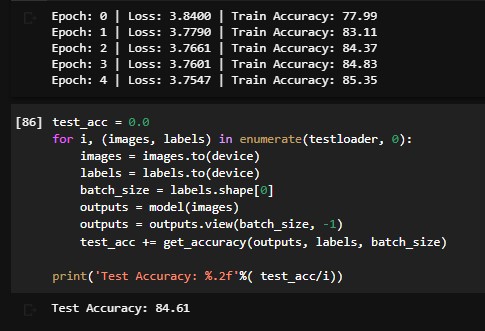 Epoch: 0 | Loss: 3.8400 | Train Accuracy: 77.99
Epoch: 1 | Loss: 3.7790 | Train Accuracy: 83.11
Epoch: 2 | Loss: 3.7661 | Train Accuracy: 84.37
Epoch: 3 | Loss: 3.7601 | Train Accuracy: 84.83
Epoch: 4 | Loss: 3.7547 | Train Accuracy: 85.35
[86] test_acc = 0.0
for i, (images, labels) in enumerate(testloader, 0):
    images = images.to(device)
    labels = labels.to(device)
    batch_size = labels.shape[0]
    outputs = model(images)
    outputs = outputs.view(batch_size, -1)
    test_acc += get_accuracy(outputs, labels, batch_size)
print('Test Accuracy: %.2f'%( test_acc/i))
Test Accuracy: 84.61